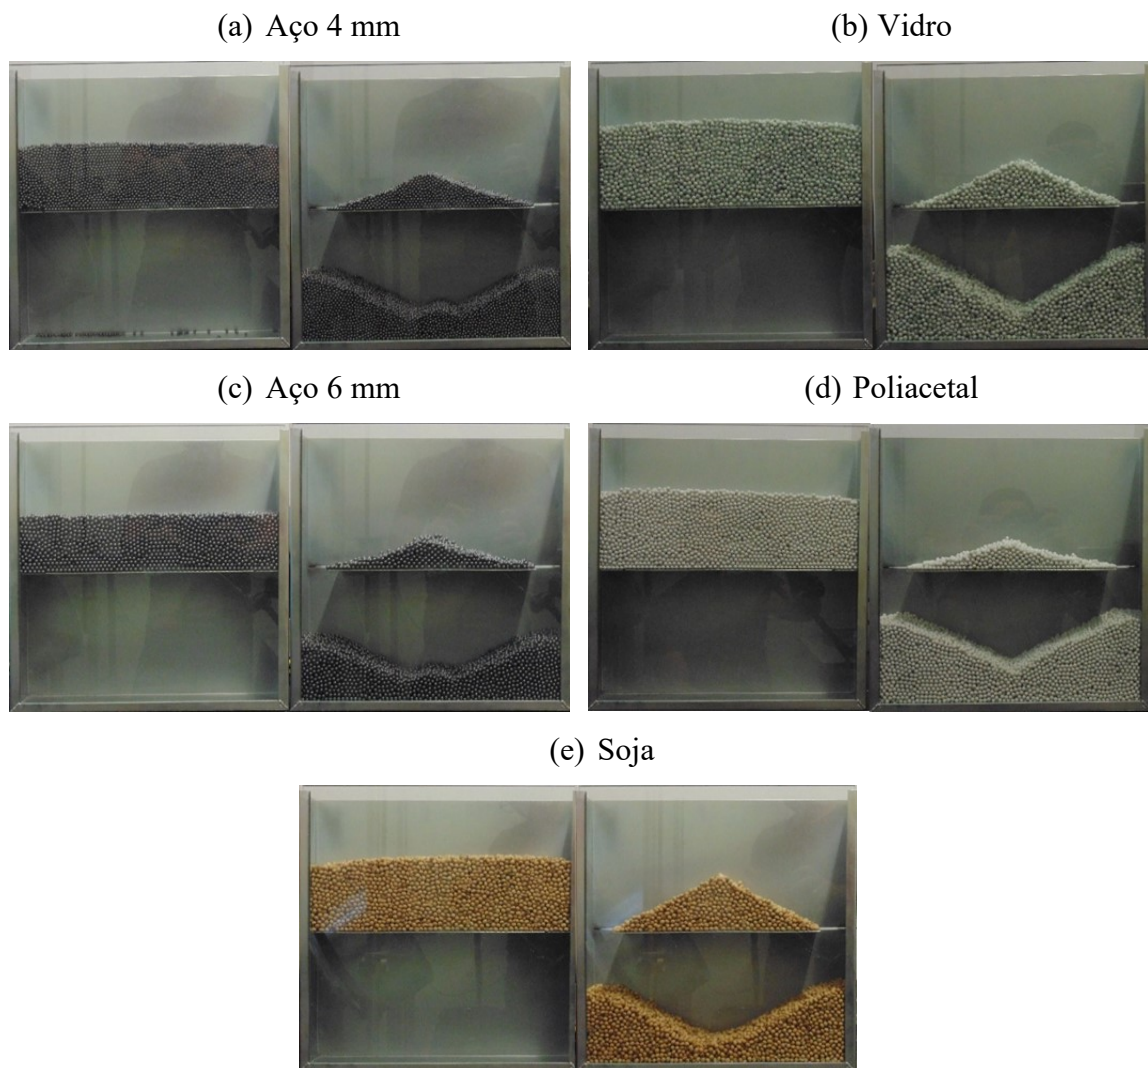 (a) Aço 4 mm
(b) Vidro
(c) Aço 6 mm
(d) Poliacetal
(e) Soja